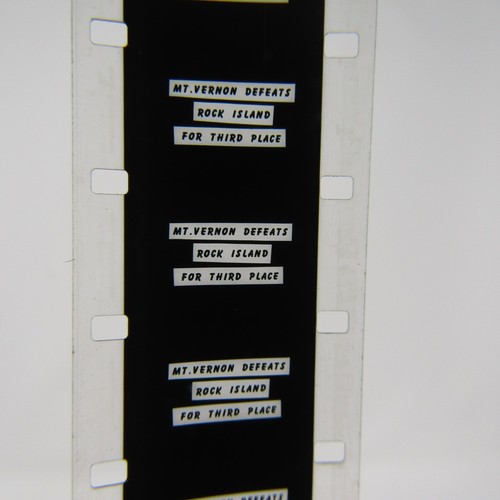 MT. VERNON DEFEATS
ROCK ISLAND
FOR THIRD PLACE
MT. VERNON DEFEATS
ROCK ISLAND
FOR THIRD PLACE
MT. VERNON DEFEATS
ROCK ISLAND
FOR THIRD PLACE
DEFEATS